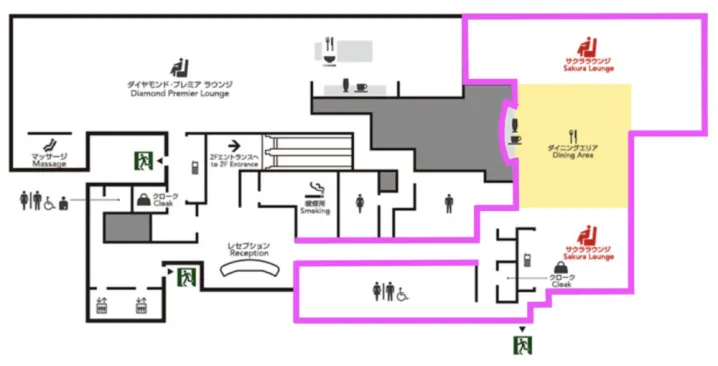 サクララウンジ
Sakura Lounge
ダイヤモンド・プレミア ラウンジ
Diamond Premier Lounge
マッサージ
Massage
2Fエントランスへ
to 2F Entrance
ダイニングエリア
Dining Area
クローク
Cloak
喫煙所
Smoking
レセプション
Reception
サクララウンジ
Sakura Lounge
クローク
Cloak